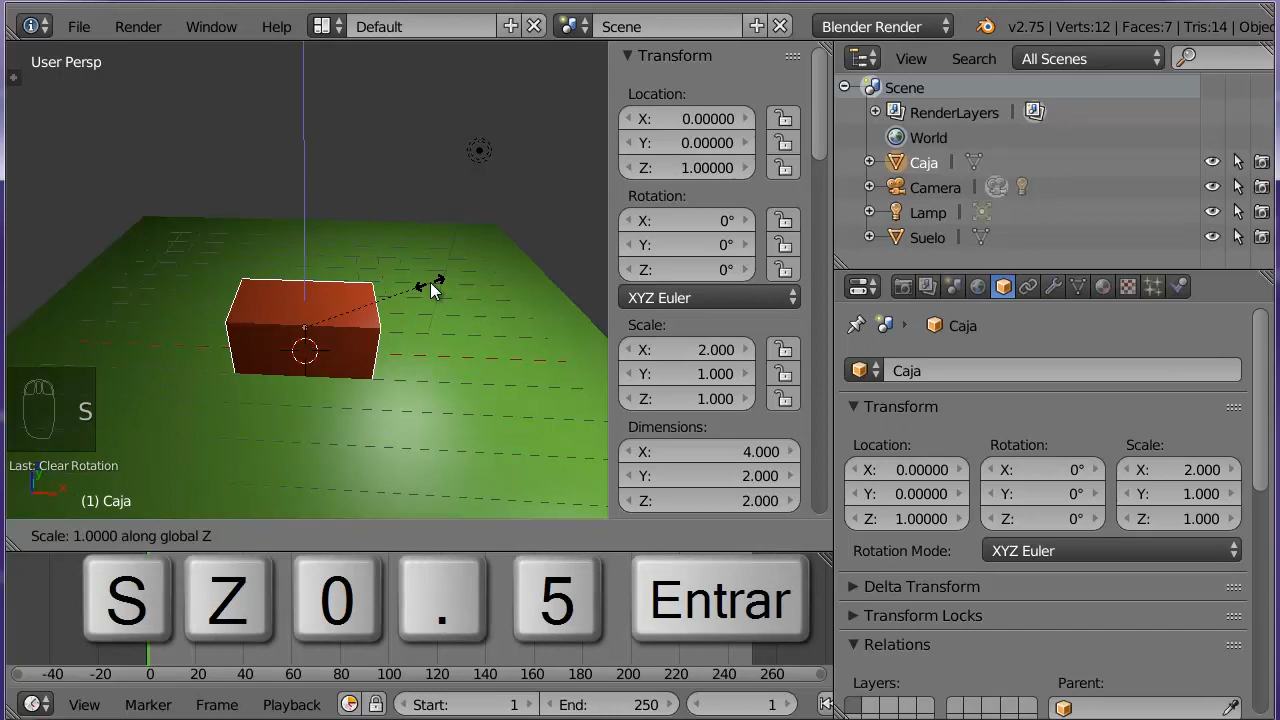 File Render Window Help Default Scene Blender Render v2.75 | Verts:12 | Faces:7 | Tris:14 | Objec
User Persp
Transform
Location:
X: 0.00000
Y: 0.00000
Z: 1.00000
Rotation:
X: 0°
Y: 0°
Z: 0°
XYZ Euler
Scale:
X: 2.000
Y: 1.000
Z: 1.000
Dimensions:
X: 4.000
Y: 2.000
Z: 2.000
View Search All Scenes
Scene
RenderLayers
World
Caja
Camera
Lamp
Suelo
Caja
Caja
Transform
Location: Rotation: Scale:
X: 0.00000 X: 0° X: 2.000
Y: 0.00000 Y: 0° Y: 1.000
Z: 1.00000 Z: 0° Z: 1.000
Rotation Mode: XYZ Euler
Delta Transform
Transform Locks
Relations
Layers: Parent:
S
Last: Clear Rotation
y
x
(1) Caja
Scale: 1.0000 along global Z
S Z 0 . 5 Entrar
-40 -20 0 20 40 60 80 100 120 140 160 180 200 220 240 260
View Marker Frame Playback Start: 1 End: 250 1